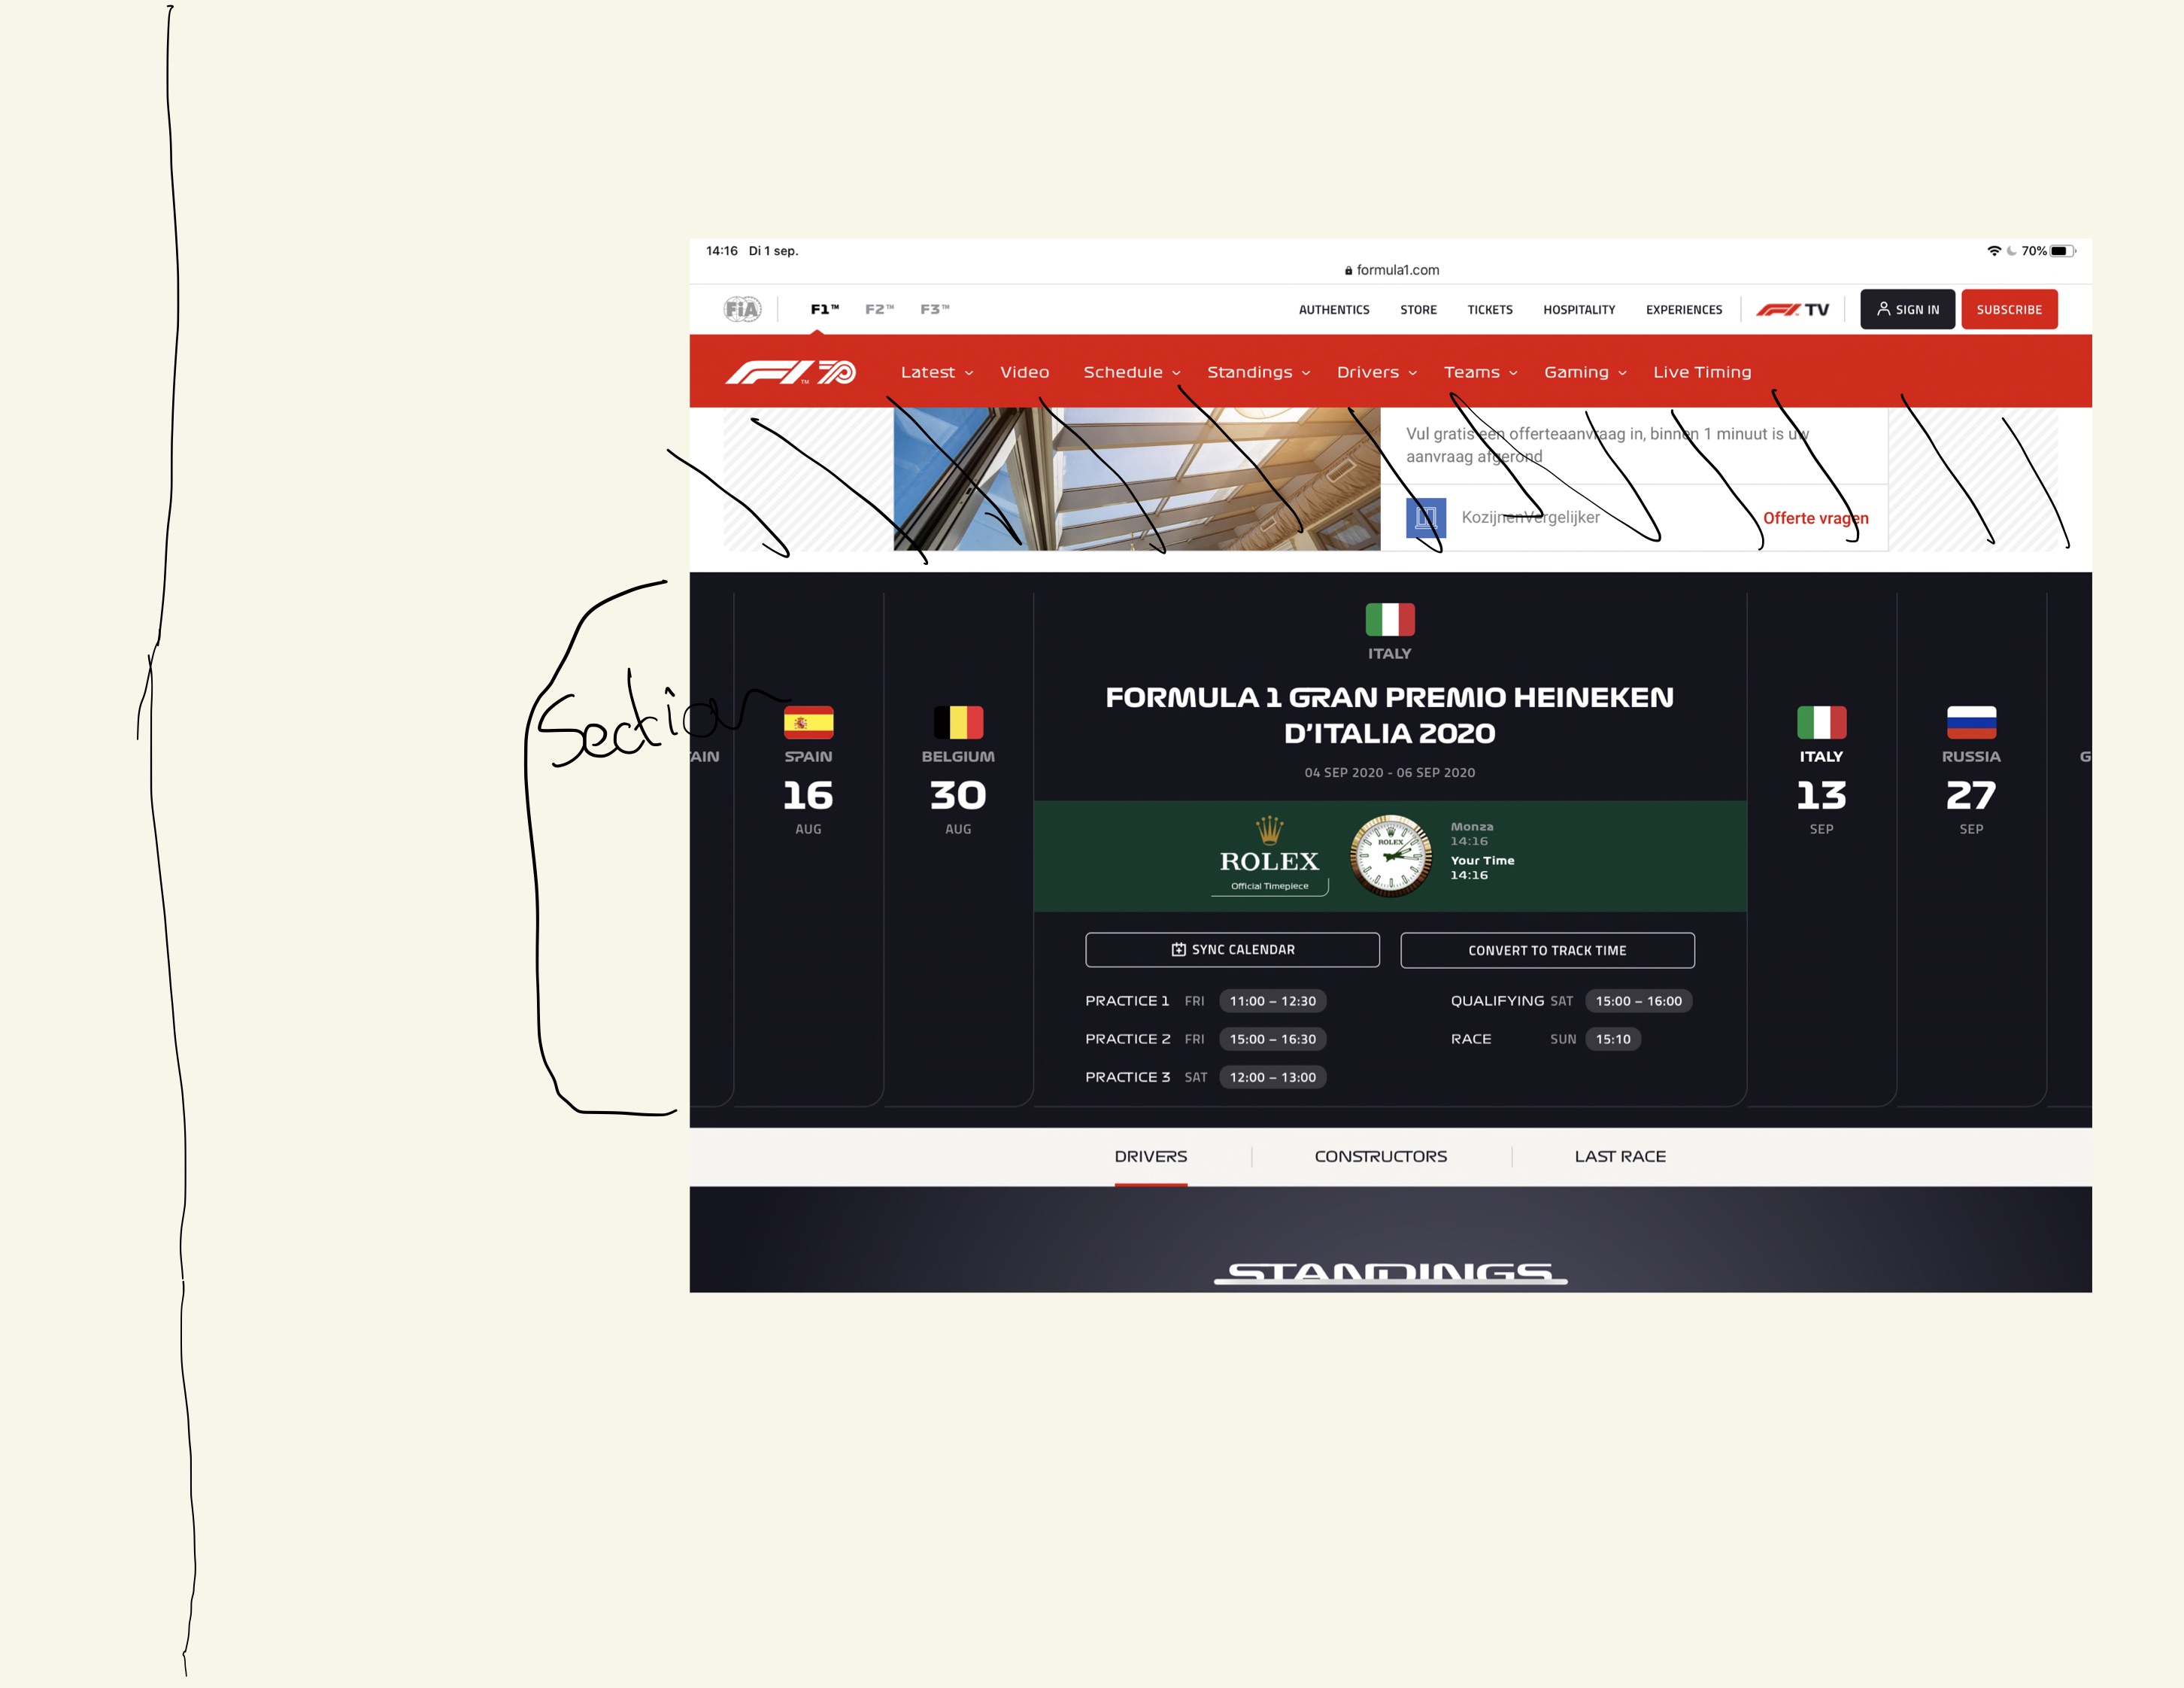 14:16 Di 1 sep.
70%
formula1.com
FiA F1™ F2™ F3™ AUTHENTICS STORE TICKETS HOSPITALITY EXPERIENCES F1 TV SIGN IN SUBSCRIBE
F1™ 70 Latest Video Schedule Standings Drivers Teams Gaming Live Timing
Vul gratis een offerteaanvraag in, binnen 1 minuut is uw
aanvraag afgerond
KozijnenVergelijker Offerte vragen
Section
AIN
SPAIN
16
AUG
BELGIUM
30
AUG
ITALY
FORMULA 1 GRAN PREMIO HEINEKEN
D'ITALIA 2020
04 SEP 2020 - 06 SEP 2020
ROLEX
Official Timepiece
ROLEX
Monza
14:16
Your Time
14:16
SYNC CALENDAR CONVERT TO TRACK TIME
PRACTICE 1 FRI 11:00 – 12:30 QUALIFYING SAT 15:00 – 16:00
PRACTICE 2 FRI 15:00 – 16:30 RACE SUN 15:10
PRACTICE 3 SAT 12:00 – 13:00
ITALY
13
SEP
RUSSIA
27
SEP
G
DRIVERS CONSTRUCTORS LAST RACE
STANDINGS